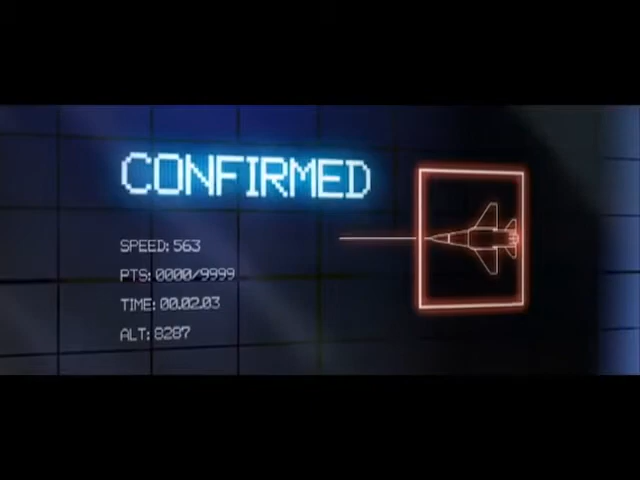 CONFIRMED
SPEED: 563
PTS: 0000/9999
TIME: 00.02.03
ALT: 8287